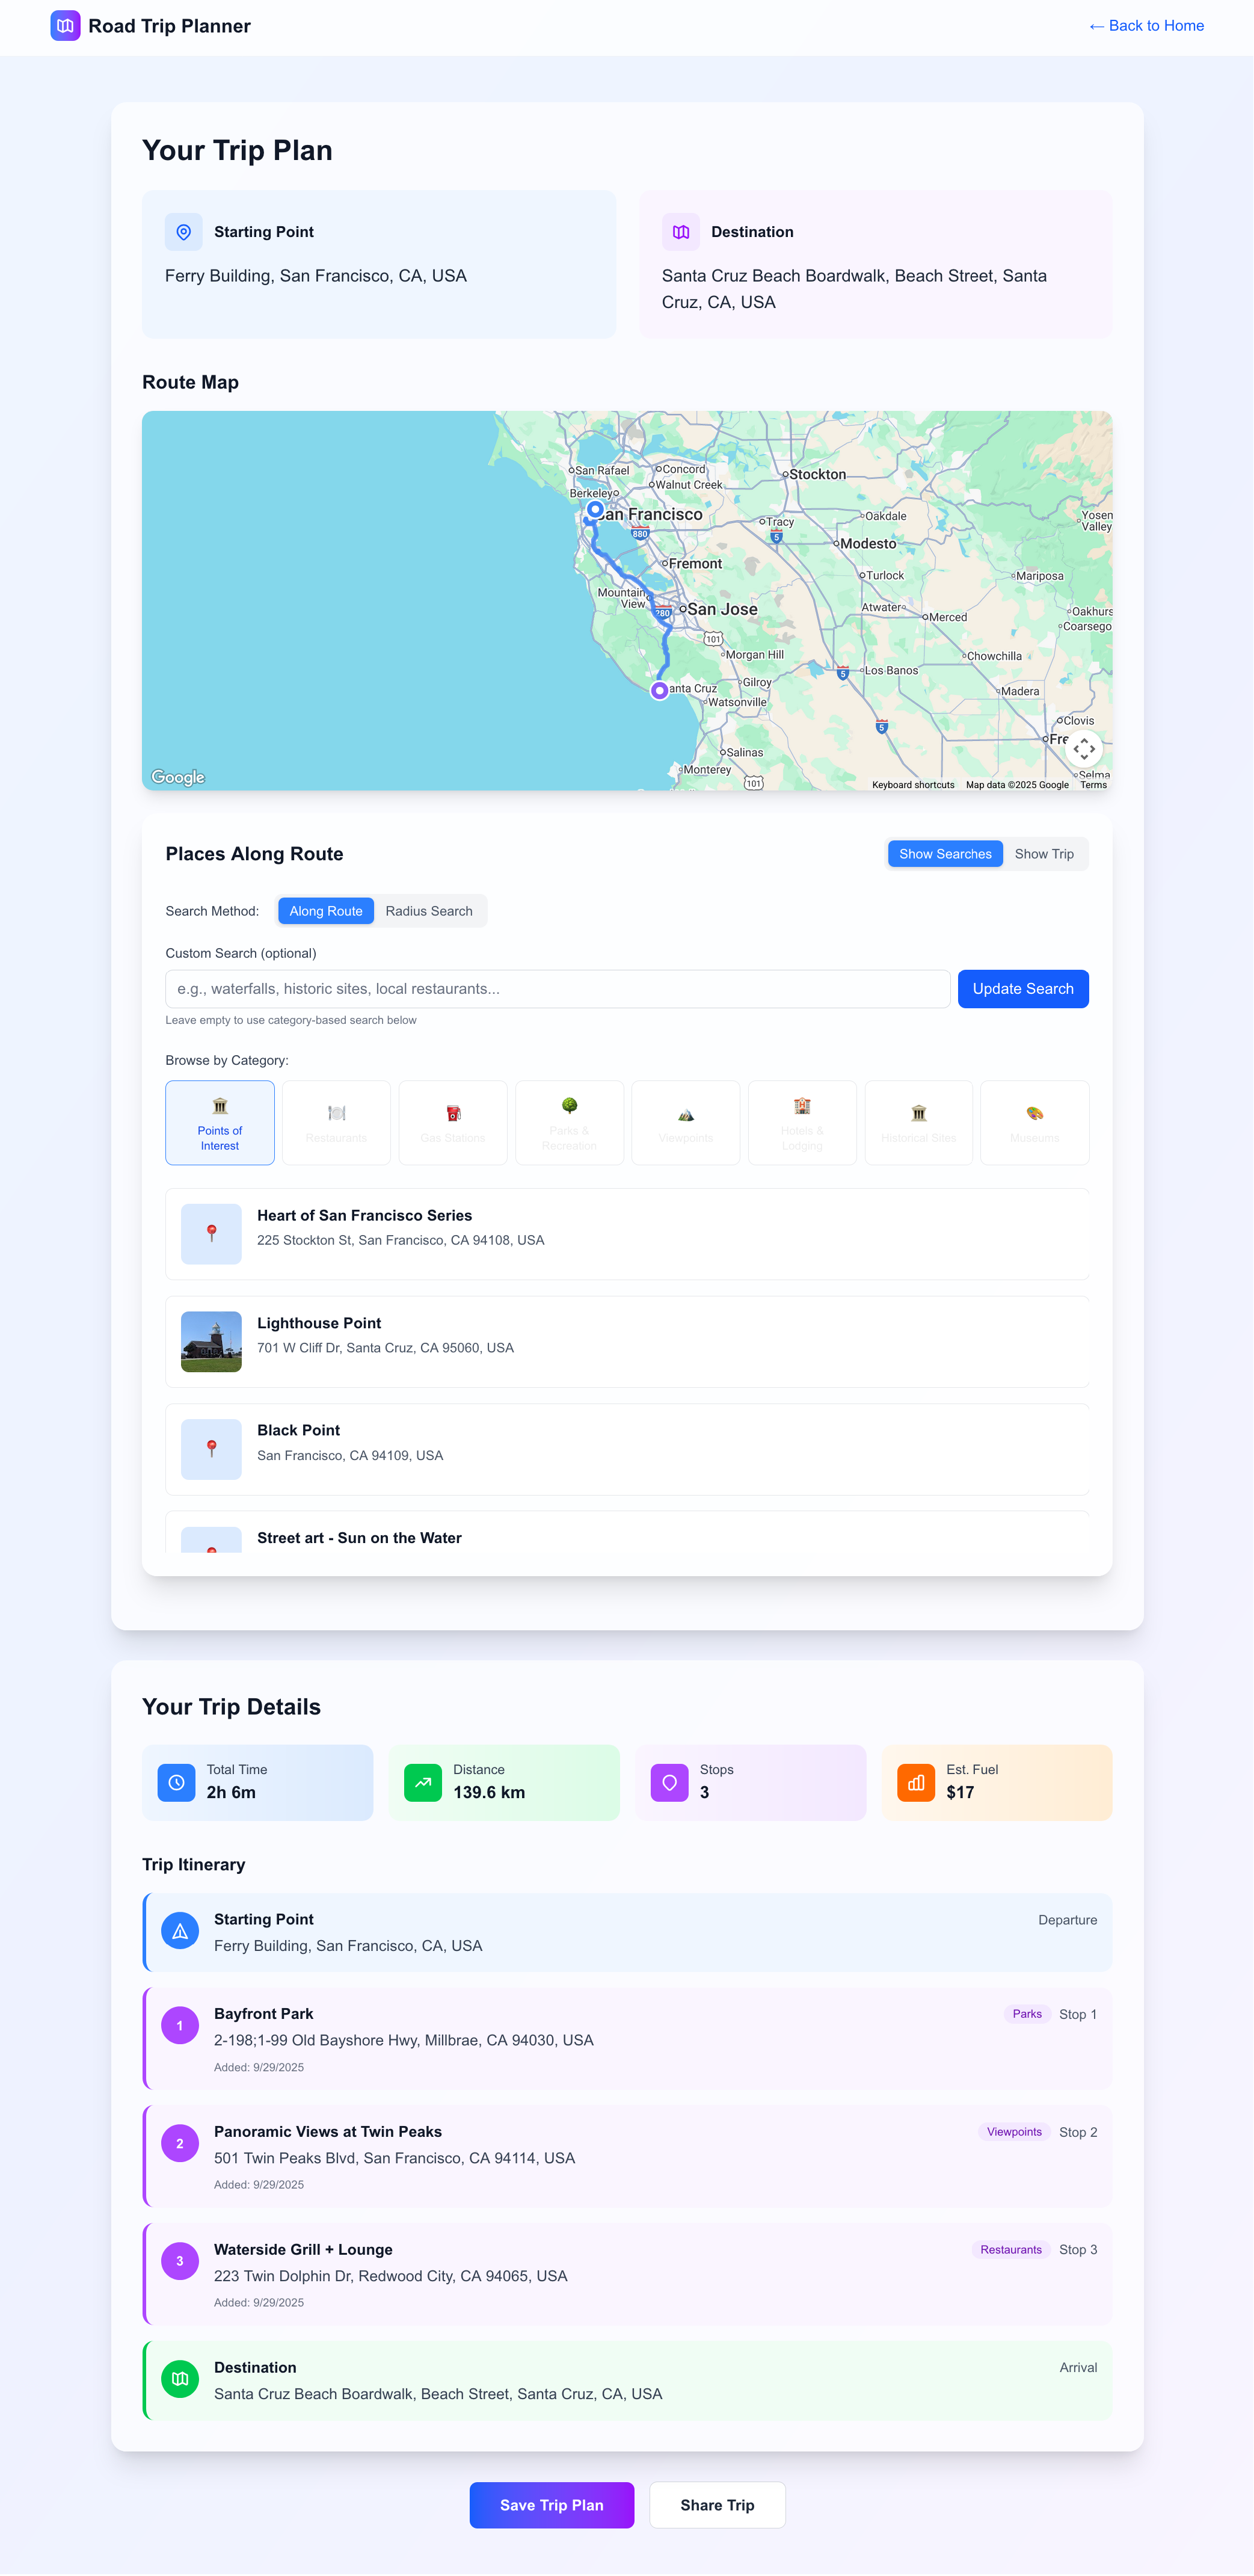 Road Trip Planner
← Back to Home
Your Trip Plan
Starting Point
Ferry Building, San Francisco, CA, USA
Destination
Santa Cruz Beach Boardwalk, Beach Street, Santa
Cruz, CA, USA
Route Map
San Rafael
Concord
Walnut Creek
Berkeley
Stockton
San Francisco
Tracy
Oakdale
Yosem
Valley
880
5
Modesto
Fremont
Turlock
Mariposa
Mountain
View
280
San Jose
Atwater
Merced
Oakhurs
Coarsego
101
Morgan Hill
Chowchilla
Los Banos
5
Gilroy
Madera
anta Cruz
Watsonville
Clovis
5
Fre
Salinas
Monterey
Selma
101
Google
Keyboard shortcuts
Map data ©2025 Google
Terms
Places Along Route
Show Searches
Show Trip
Search Method:
Along Route
Radius Search
Custom Search (optional)
e.g., waterfalls, historic sites, local restaurants...
Update Search
Leave empty to use category-based search below
Browse by Category:
Points of
Interest
Restaurants
Gas Stations
Parks &
Recreation
Viewpoints
Hotels &
Lodging
Historical Sites
Museums
Heart of San Francisco Series
225 Stockton St, San Francisco, CA 94108, USA
Lighthouse Point
701 W Cliff Dr, Santa Cruz, CA 95060, USA
Black Point
San Francisco, CA 94109, USA
Street art - Sun on the Water
Your Trip Details
Total Time
2h 6m
Distance
139.6 km
Stops
3
Est. Fuel
$17
Trip Itinerary
Starting Point
Departure
Ferry Building, San Francisco, CA, USA
1
Bayfront Park
Parks
Stop 1
2-198;1-99 Old Bayshore Hwy, Millbrae, CA 94030, USA
Added: 9/29/2025
2
Panoramic Views at Twin Peaks
Viewpoints
Stop 2
501 Twin Peaks Blvd, San Francisco, CA 94114, USA
Added: 9/29/2025
3
Waterside Grill + Lounge
Restaurants
Stop 3
223 Twin Dolphin Dr, Redwood City, CA 94065, USA
Added: 9/29/2025
Destination
Arrival
Santa Cruz Beach Boardwalk, Beach Street, Santa Cruz, CA, USA
Save Trip Plan
Share Trip